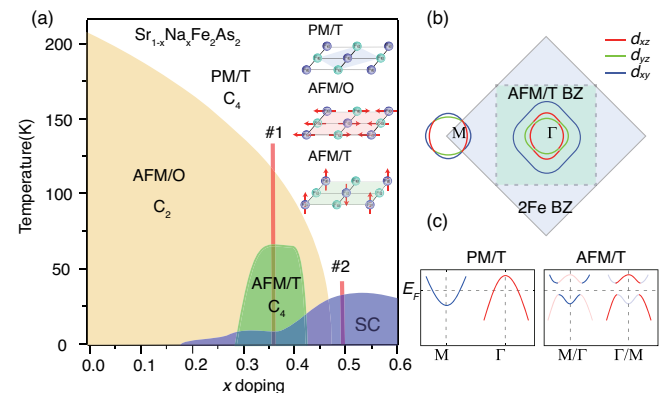 (a)
Sr1-xNaxFe2As2
PM/T
C4
AFM/O
C2
AFM/T
C4
SC
#1
#2
PM/T
AFM/O
AFM/T
200
150
100
50
0
Temperature(K)
0.0 0.1 0.2 0.3 0.4 0.5 0.6
x doping
(b)
dxz
dyz
dxy
AFM/T BZ
M Γ
2Fe BZ
(c)
PM/T AFM/T
EF
M Γ M/Γ Γ/M